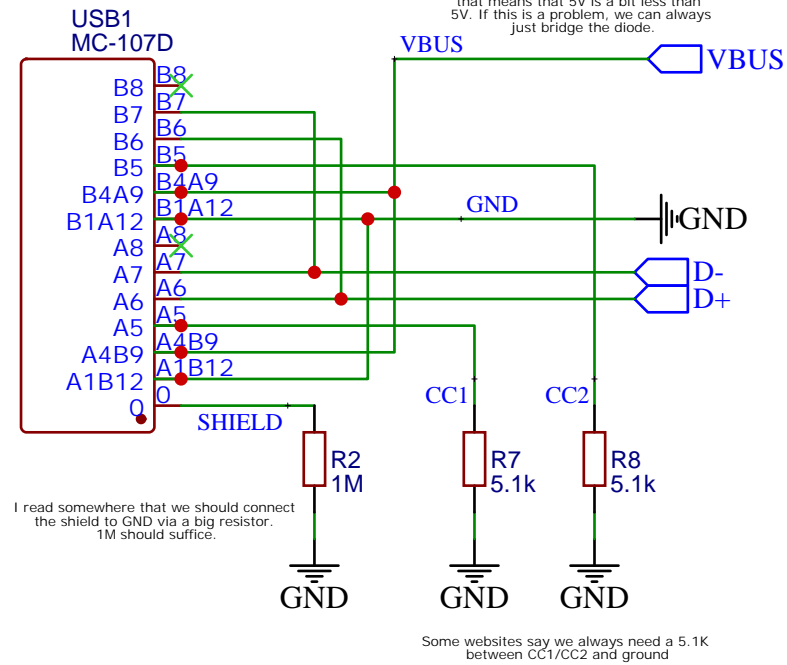 that means that 5V is a bit less than
5V. If this is a problem, we can always
just bridge the diode.
USB1
MC-107D
VBUS
VBUS
B8
B8
B7
B7
B6
B6
B5
B5
B4A9
B4A9
B1A12
B1A12
GND
GND
A8
A8
A7
A7
D-
A6
A6
D+
A5
A5
A4B9
A4B9
A1B12
A1B12
0
0
SHIELD
CC1
CC2
R2
1M
R7
5.1k
R8
5.1k
I read somewhere that we should connect
the shield to GND via a big resistor.
1M should suffice.
GND
GND
GND
Some websites say we always need a 5.1K
between CC1/CC2 and ground